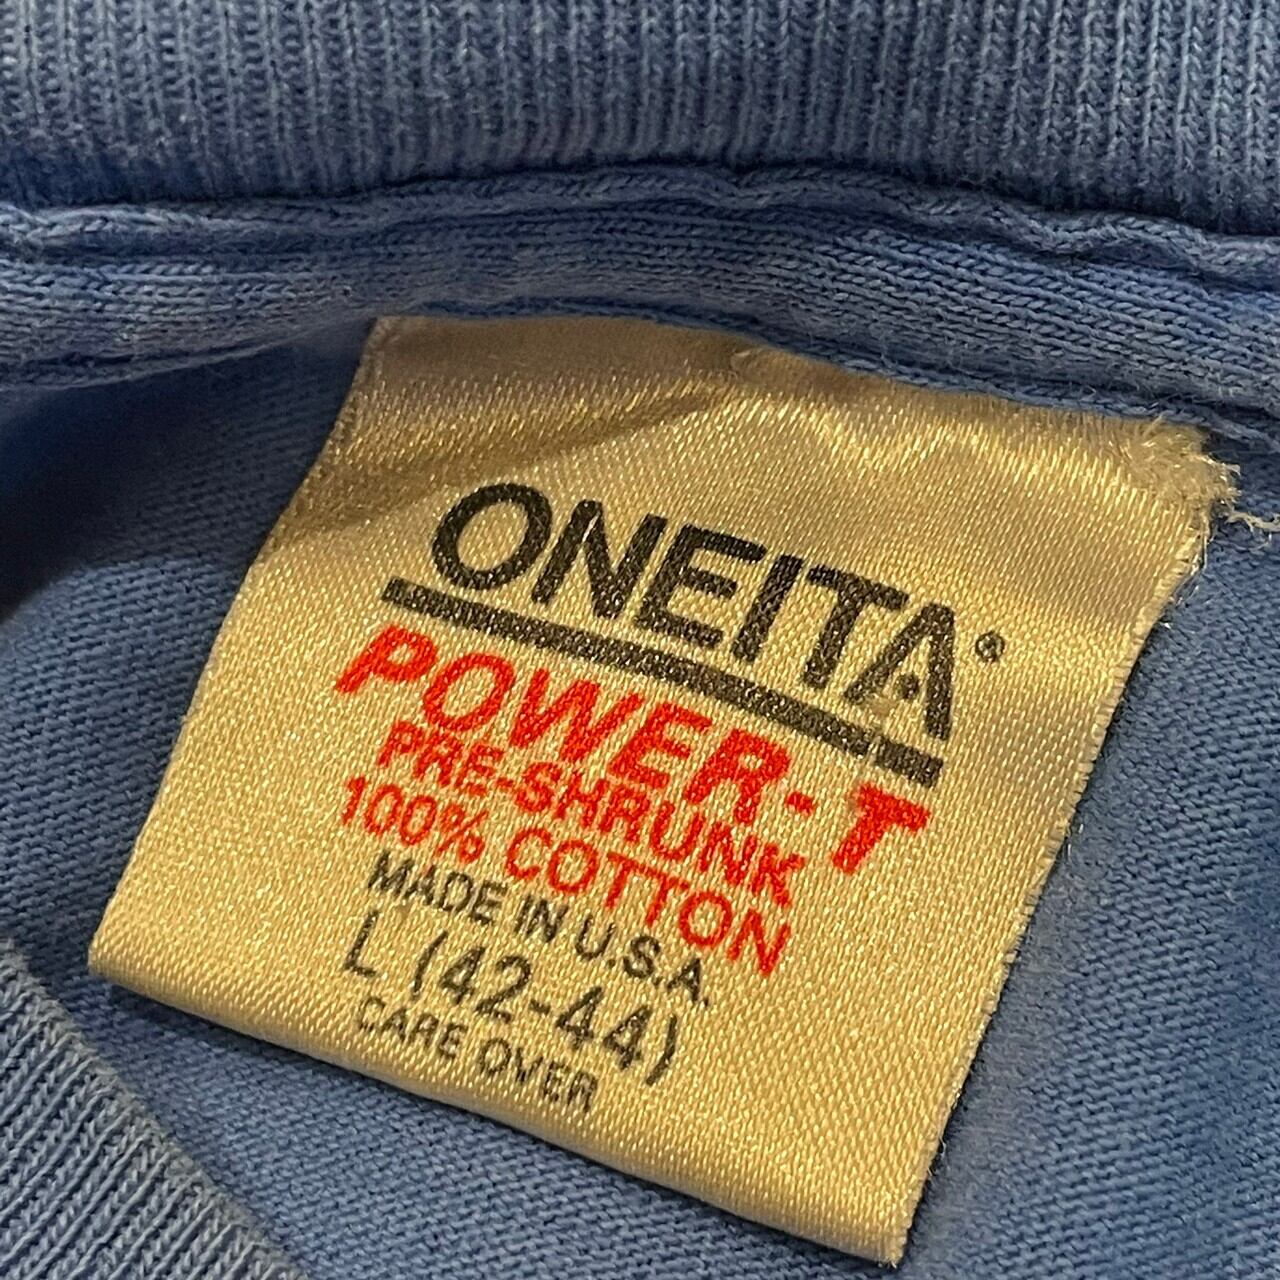 ONEITA®
POWER-T
PRE-SHRUNK
100% COTTON
MADE IN U.S.A.
L (42-44)
CARE OVER